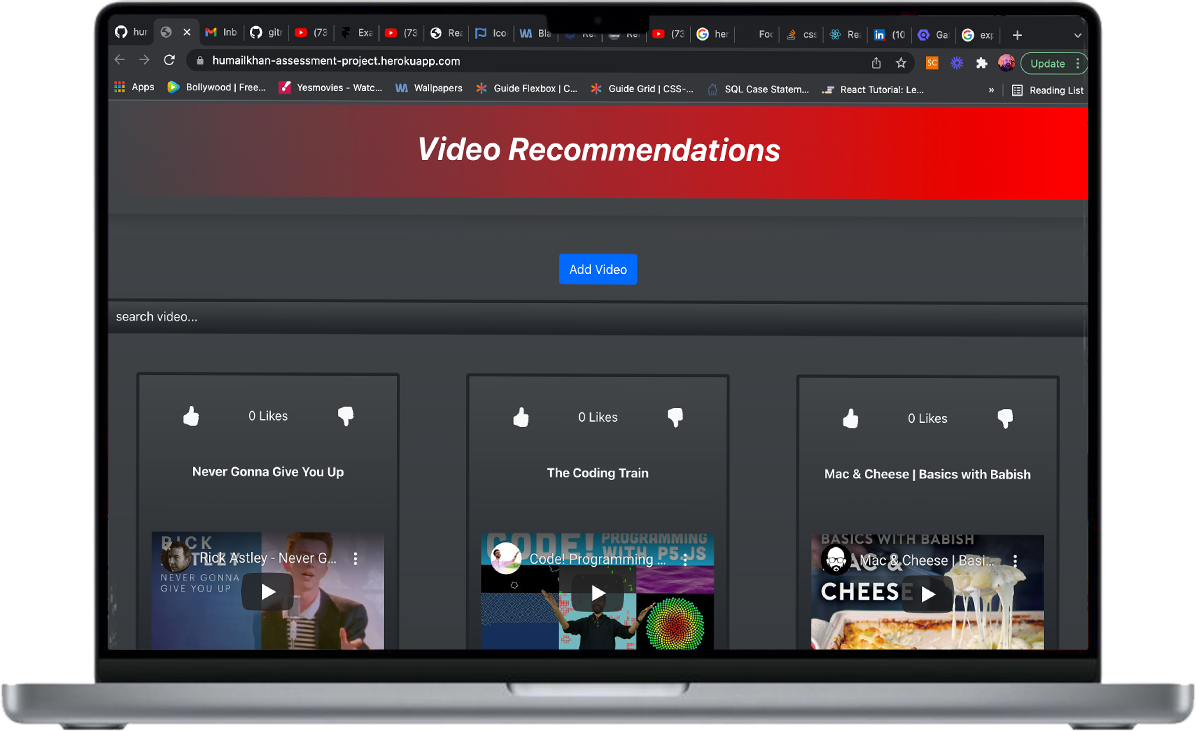 hur
Inb
git
(73
Exa
(73
Rea
Ico
Bla
(73
her
Fo
css
Re
(10
Ga
exp
humailkhan-assessment-project.herokuapp.com
SC
Update
Apps
Bollywood | Free...
Yesmovies - Watc...
Wallpapers
Guide Flexbox | C...
Guide Grid | CSS-...
SQL Case Statem...
React Tutorial: Le...
»
Reading List
Video Recommendations
Add Video
search video...
0 Likes
0 Likes
0 Likes
Never Gonna Give You Up
The Coding Train
Mac & Cheese | Basics with Babish
RICK
ASTLEY
Rick Astley - Never G...
NEVER GONNA
GIVE YOU UP
CODE! PROGRAMMING
WITH P5.JS
Code! Programming ...
BASICS WITH BABISH
MAC &
CHEESE
Mac & Cheese | Basi...